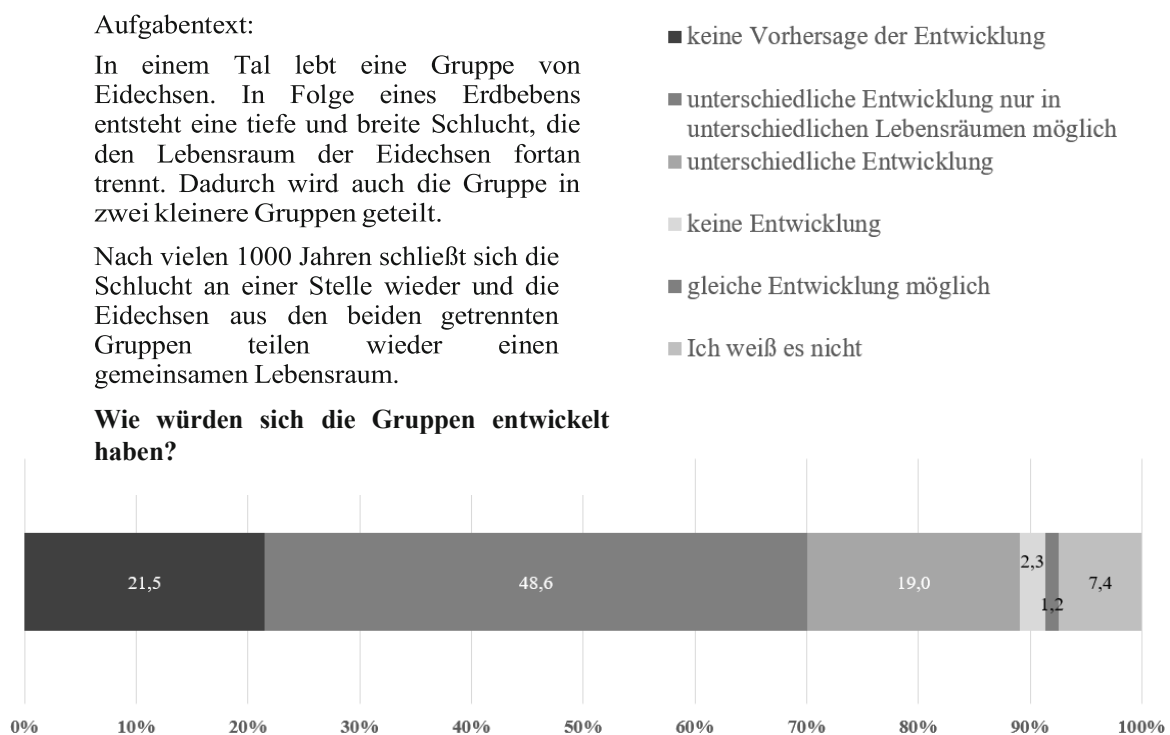 Aufgabentext:
In einem Tal lebt eine Gruppe von
Eidechsen. In Folge eines Erdbebens
entsteht eine tiefe und breite Schlucht, die
den Lebensraum der Eidechsen fortan
trennt. Dadurch wird auch die Gruppe in
zwei kleinere Gruppen geteilt.
Nach vielen 1000 Jahren schließt sich die
Schlucht an einer Stelle wieder und die
Eidechsen aus den beiden getrennten
Gruppen teilen wieder einen
gemeinsamen Lebensraum.
Wie würden sich die Gruppen entwickelt
haben?
keine Vorhersage der Entwicklung
unterschiedliche Entwicklung nur in
unterschiedlichen Lebensräumen möglich
unterschiedliche Entwicklung
keine Entwicklung
gleiche Entwicklung möglich
Ich weiß es nicht
21,5 48,6 19,0 2,3 1,2 7,4
0% 10% 20% 30% 40% 50% 60% 70% 80% 90% 100%